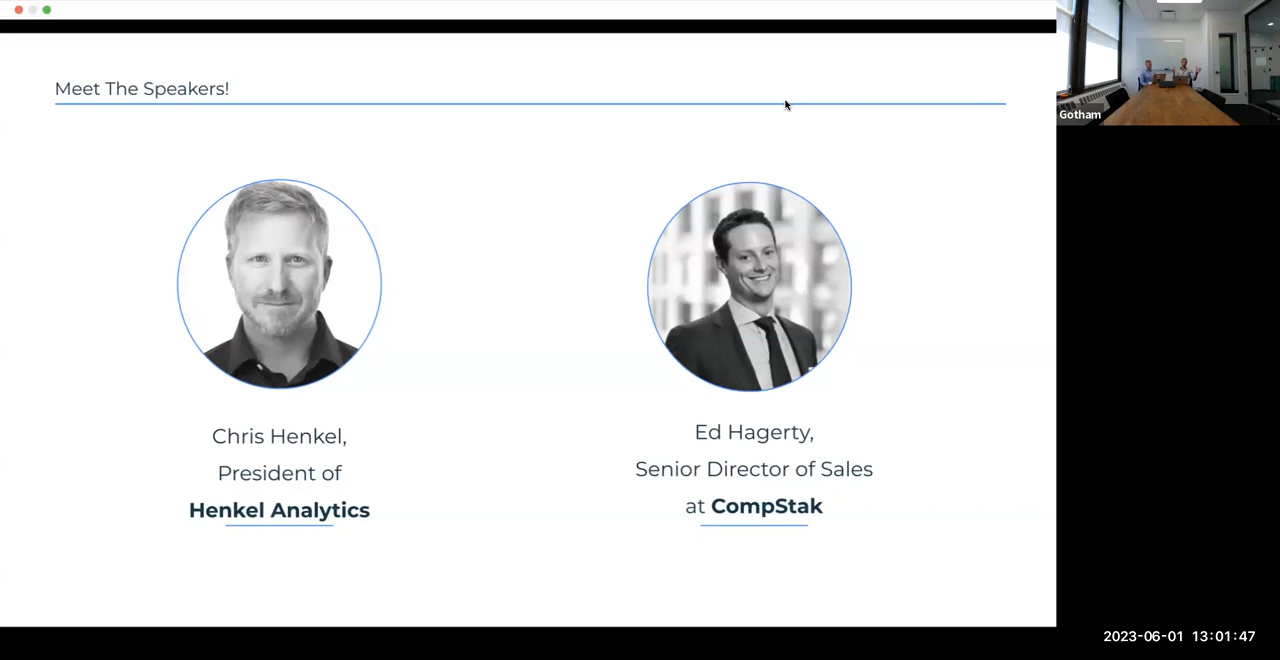 Meet The Speakers!
Chris Henkel,
President of
Henkel Analytics
Ed Hagerty,
Senior Director of Sales
at CompStak
Gotham
2023-06-01 13:01:47